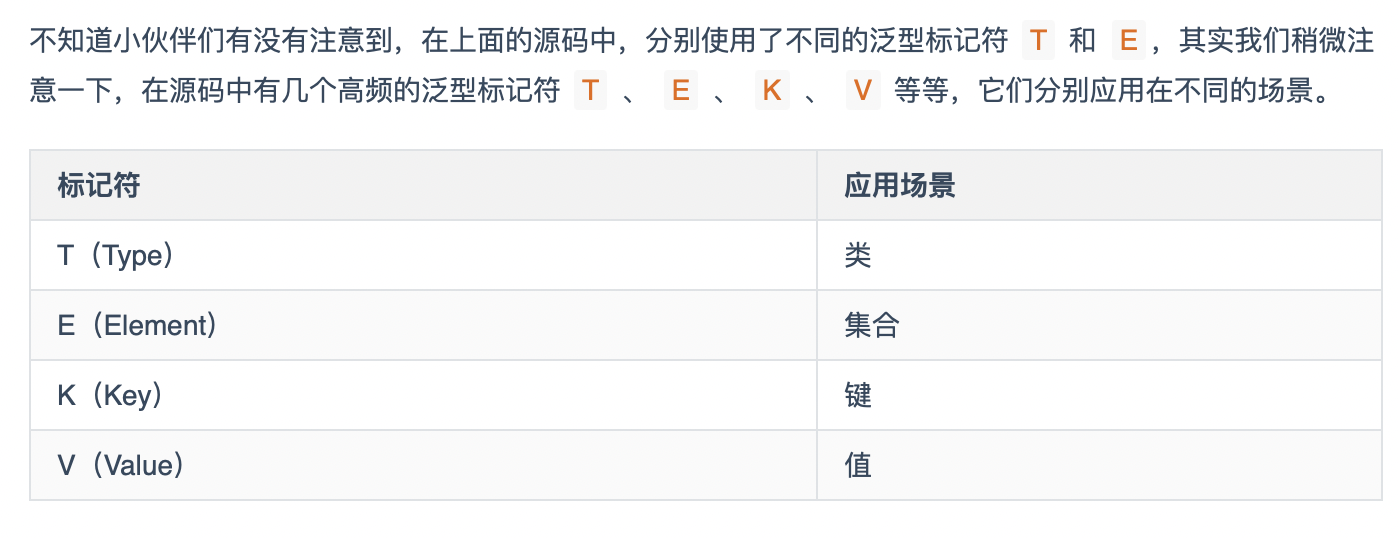 不知道小伙伴们有没有注意到，在上面的源码中，分别使用了不同的泛型标记符 T 和 E ，其实我们稍微注
意一下，在源码中有几个高频的泛型标记符 T 、 E 、 K 、 V 等等，它们分别应用在不同的场景。
标记符 应用场景
T（Type） 类
E（Element） 集合
K（Key） 键
V（Value） 值